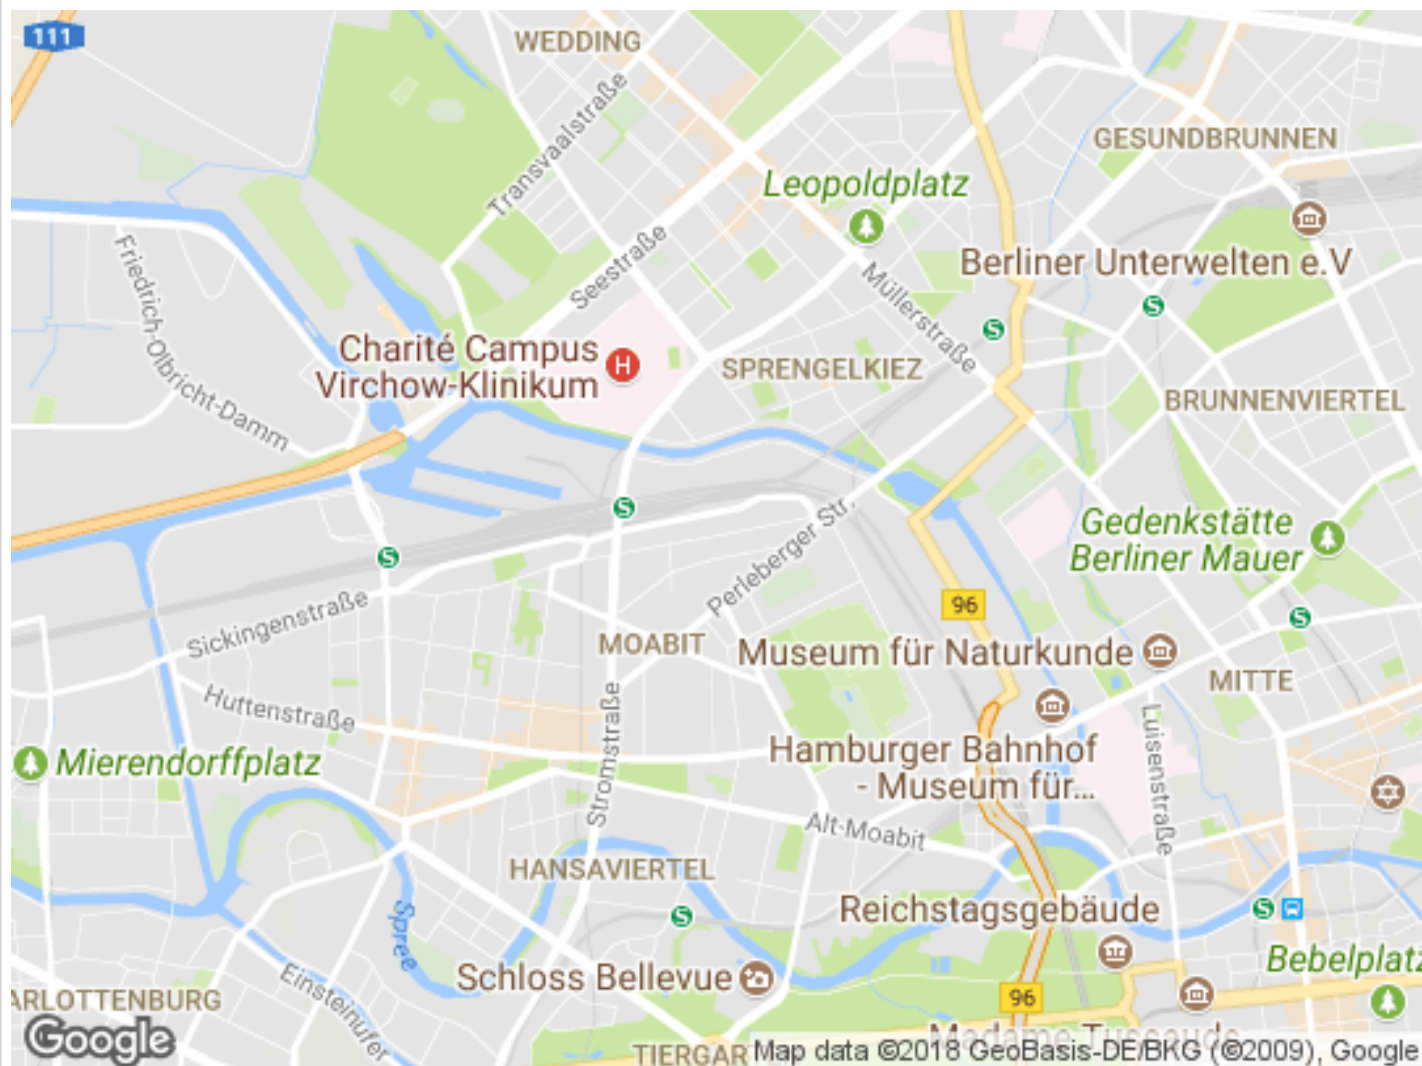 111
WEDDING
Transvaalstraße
GESUNDBRUNNEN
Leopoldplatz
Seestraße
Friedrich-Olbricht-Damm
Berliner Unterwelten e.V
S
Müllerstraße
S
Charité Campus
Virchow-Klinikum
H
SPRENGELKIEZ
BRUNNENVIERTEL
S
S
Perleberger Str.
Gedenkstätte
Berliner Mauer
Sickingenstraße
96
S
MOABIT
Museum für Naturkunde
MITTE
Huttenstraße
Stromstraße
Luisenstraße
Mierendorffplatz
Hamburger Bahnhof
- Museum für...
Alt-Moabit
HANSAVIERTEL
Spree
S
Reichstagsgebäude
S
Schloss Bellevue
Bebelplatz
Einsteinufer
ARLOTTENBURG
96
Google
TIERGAR
Madame Tussauds
Map data ©2018 GeoBasis-DE/BKG (©2009), Google